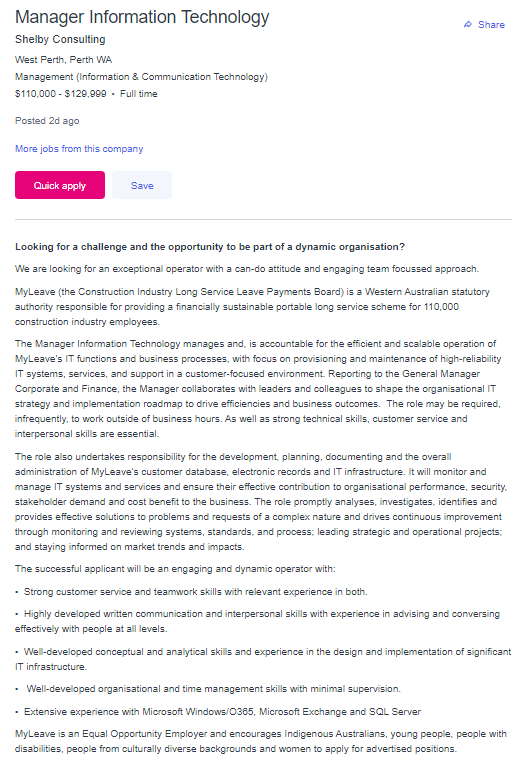 Manager Information Technology
Share
Shelby Consulting
West Perth, Perth WA
Management (Information & Communication Technology)
$110,000 - $129,999 • Full time
Posted 2d ago
More jobs from this company
Quick apply
Save
Looking for a challenge and the opportunity to be part of a dynamic organisation?
We are looking for an exceptional operator with a can-do attitude and engaging team focussed approach.
MyLeave (the Construction Industry Long Service Leave Payments Board) is a Western Australian statutory
authority responsible for providing a financially sustainable portable long service scheme for 110,000
construction industry employees.
The Manager Information Technology manages and, is accountable for the efficient and scalable operation of
MyLeave's IT functions and business processes, with focus on provisioning and maintenance of high-reliability
IT systems, services, and support in a customer-focused environment. Reporting to the General Manager
Corporate and Finance, the Manager collaborates with leaders and colleagues to shape the organisational IT
strategy and implementation roadmap to drive efficiencies and business outcomes.  The role may be required,
infrequently, to work outside of business hours. As well as strong technical skills, customer service and
interpersonal skills are essential.
The role also undertakes responsibility for the development, planning, documenting and the overall
administration of MyLeave's customer database, electronic records and IT infrastructure. It will monitor and
manage IT systems and services and ensure their effective contribution to organisational performance, security,
stakeholder demand and cost benefit to the business. The role promptly analyses, investigates, identifies and
provides effective solutions to problems and requests of a complex nature and drives continuous improvement
through monitoring and reviewing systems, standards, and process; leading strategic and operational projects;
and staying informed on market trends and impacts.
The successful applicant will be an engaging and dynamic operator with:
• Strong customer service and teamwork skills with relevant experience in both.
• Highly developed written communication and interpersonal skills with experience in advising and conversing
effectively with people at all levels.
• Well-developed conceptual and analytical skills and experience in the design and implementation of significant
IT infrastructure.
•  Well-developed organisational and time management skills with minimal supervision.
• Extensive experience with Microsoft Windows/O365, Microsoft Exchange and SQL Server
MyLeave is an Equal Opportunity Employer and encourages Indigenous Australians, young people, people with
disabilities, people from culturally diverse backgrounds and women to apply for advertised positions.